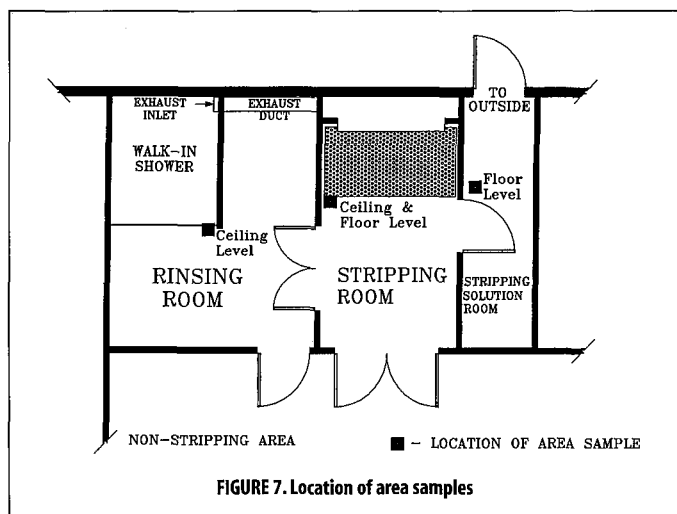 TO
OUTSIDE
EXHAUST
INLET
EXHAUST
DUCT
WALK-IN
SHOWER
Floor
Level
Ceiling &
Floor Level
Ceiling
Level
RINSING
ROOM
STRIPPING
ROOM
STRIPPING
SOLUTION
ROOM
NON-STRIPPING AREA
- LOCATION OF AREA SAMPLE
FIGURE 7. Location of area samples